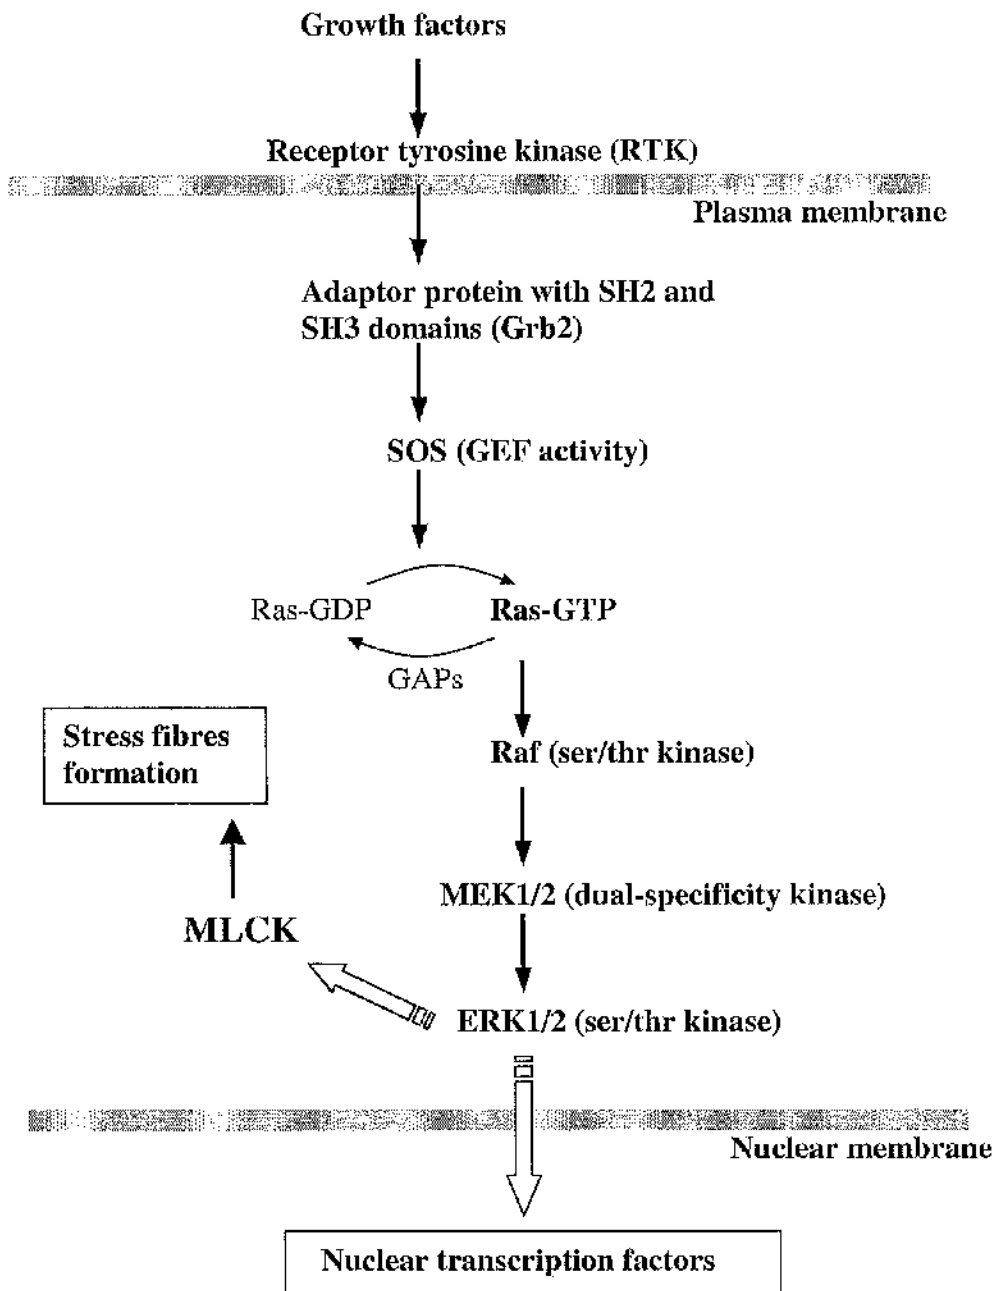 Growth factors
Receptor tyrosine kinase (RTK)
Plasma membrane
Adaptor protein with SH2 and
SH3 domains (Grb2)
SOS (GEF activity)
Ras-GDP
Ras-GTP
GAPs
Stress fibres
formation
Raf (ser/thr kinase)
MEK1/2 (dual-specificity kinase)
MLCK
ERK1/2 (ser/thr kinase)
Nuclear membrane
Nuclear transcription factors